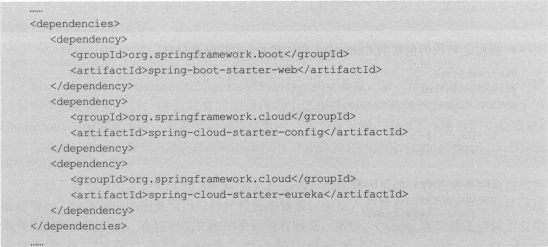 ……
<dependencies>
<dependency>
<groupId>org.springframework.boot</groupId>
<artifactId>spring-boot-starter-web</artifactId>
</dependency>
<dependency>
<groupId>org.springframework.cloud</groupId>
<artifactId>spring-cloud-starter-config</artifactId>
</dependency>
<dependency>
<groupId>org.springframework.cloud</groupId>
<artifactId>spring-cloud-starter-eureka</artifactId>
</dependency>
</dependencies>
……